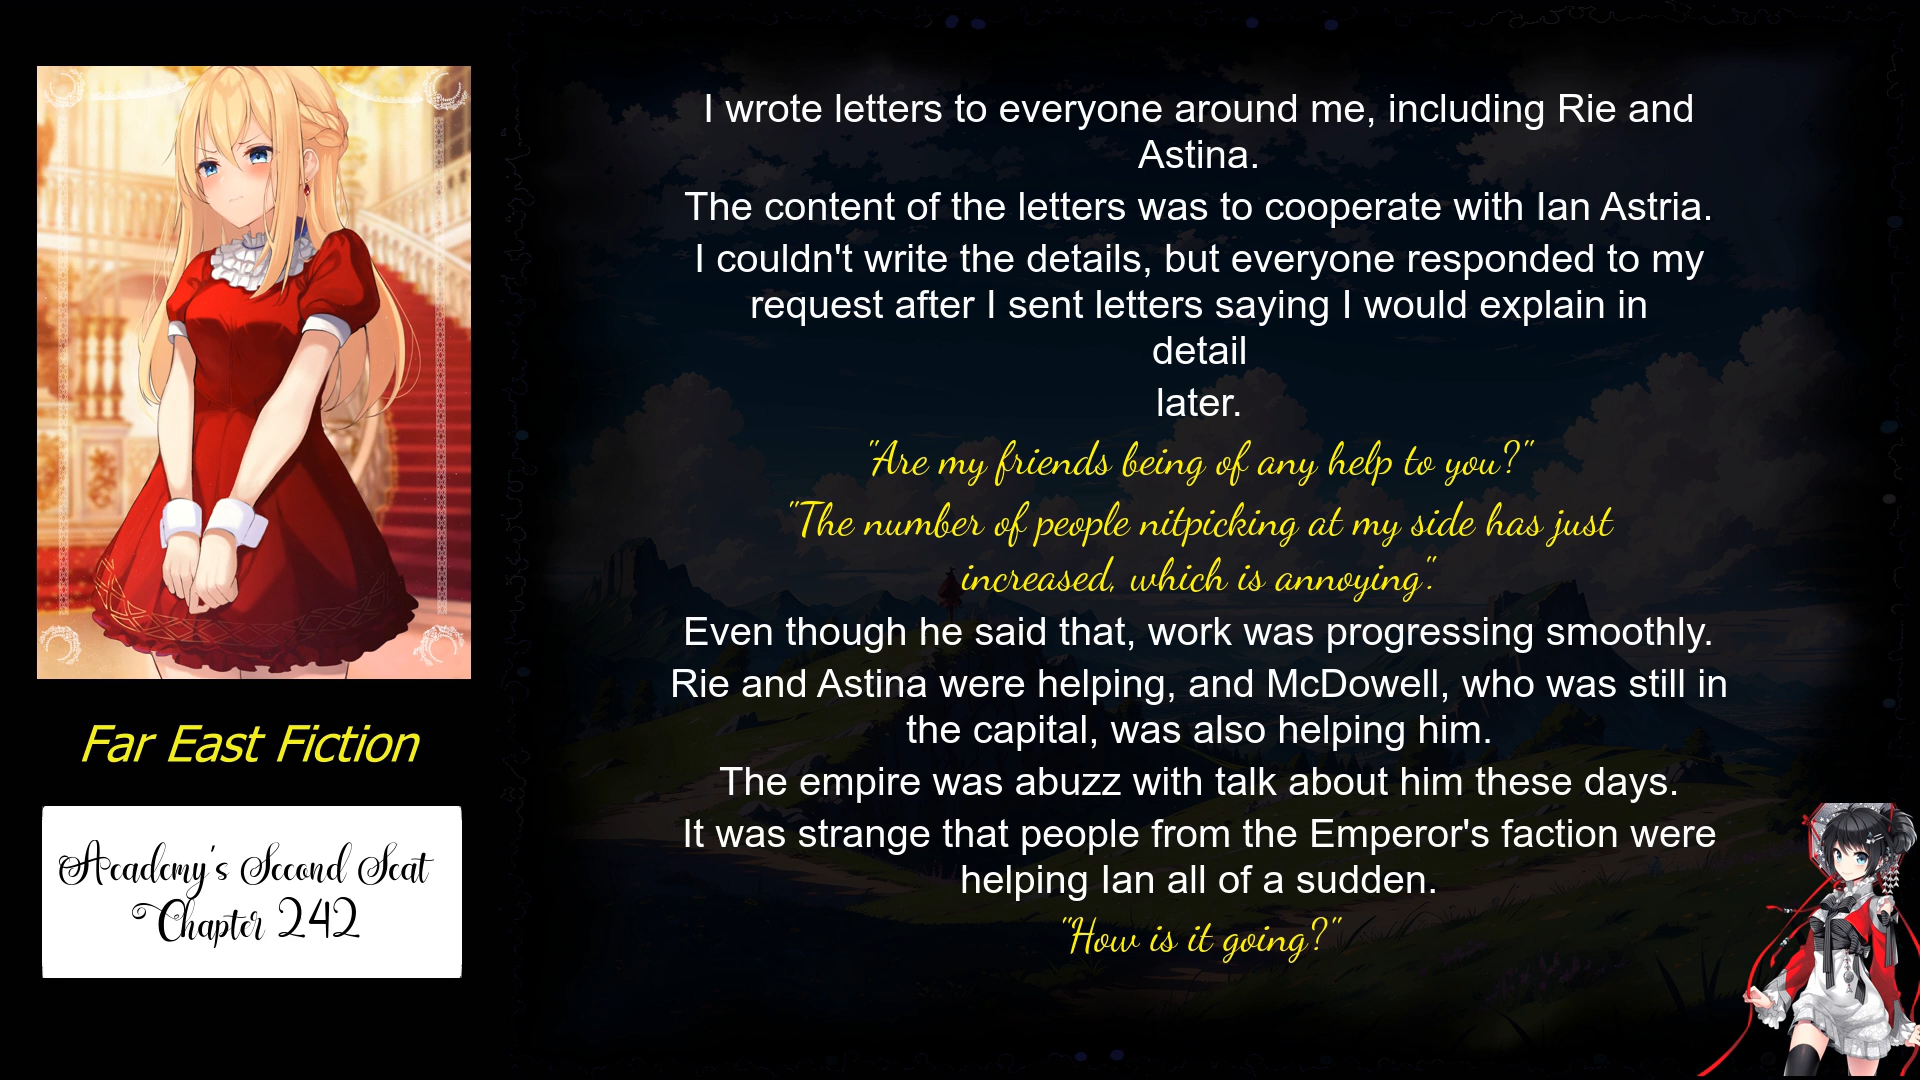 Far East Fiction
Academy's Second Seat
Chapter 242
I wrote letters to everyone around me, including Rie and
Astina.
The content of the letters was to cooperate with Ian Astria.
I couldn't write the details, but everyone responded to my
request after I sent letters saying I would explain in
detail
later.
"Are my friends being of any help to you?"
"The number of people nitpicking at my side has just
increased, which is annoying."
Even though he said that, work was progressing smoothly.
Rie and Astina were helping, and McDowell, who was still in
the capital, was also helping him.
The empire was abuzz with talk about him these days.
It was strange that people from the Emperor's faction were
helping Ian all of a sudden.
"How is it going?"